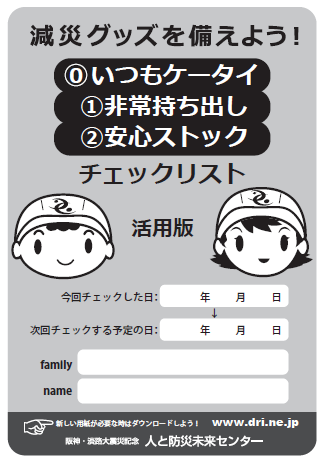 減災グッズを備えよう！
⓪いつもケータイ
①非常持ち出し
②安心ストック
チェックリスト
活用版
今回チェックした日： 年 月 日
↓
次回チェックする予定の日： 年 月 日
family
name
新しい用紙が必要な時はダウンロードしよう！ www.dri.ne.jp
阪神・淡路大震災記念 人と防災未来センター